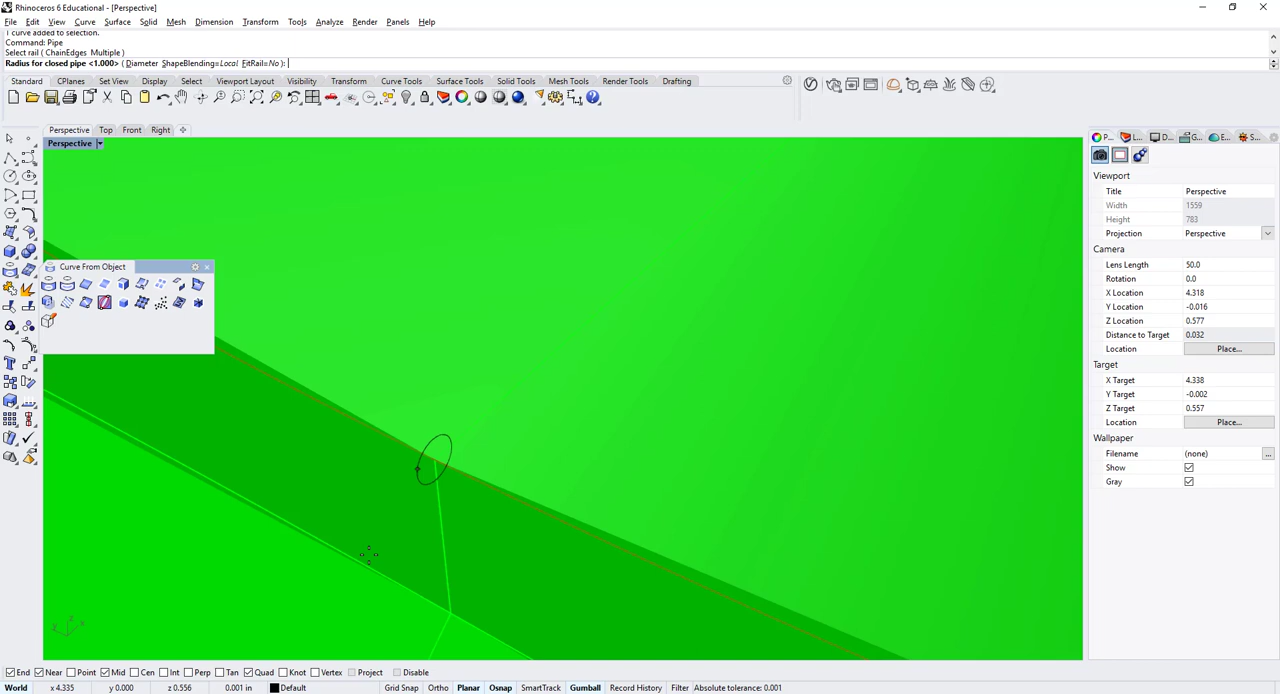 Rhinoceros 6 Educational - [Perspective]
File Edit View Curve Surface Solid Mesh Dimension Transform Tools Analyze Render Panels Help
1 curve added to selection.
Command: Pipe
Select rail ( ChainEdges Multiple )
Radius for closed pipe <1.000> ( Diameter ShapeBlending=Local FitRail=No ):
Standard CPlanes Set View Display Select Viewport Layout Visibility Transform Curve Tools Surface Tools Solid Tools Mesh Tools Render Tools Drafting
Perspective Top Front Right
Perspective
Curve From Object
P... L... D... G... E... S...
Viewport
Title Perspective
Width 1559
Height 783
Projection Perspective
Camera
Lens Length 50.0
Rotation 0.0
X Location 4.318
Y Location -0.016
Z Location 0.577
Distance to Target 0.032
Location Place...
Target
X Target 4.338
Y Target -0.002
Z Target 0.557
Location Place...
Wallpaper
Filename (none) ...
Show
Gray
End Near Point Mid Cen Int Perp Tan Quad Knot Vertex Project Disable
World x 4.335 y 0.000 z 0.556 0.001 in Default Grid Snap Ortho Planar Osnap SmartTrack Gumball Record History Filter Absolute tolerance: 0.001